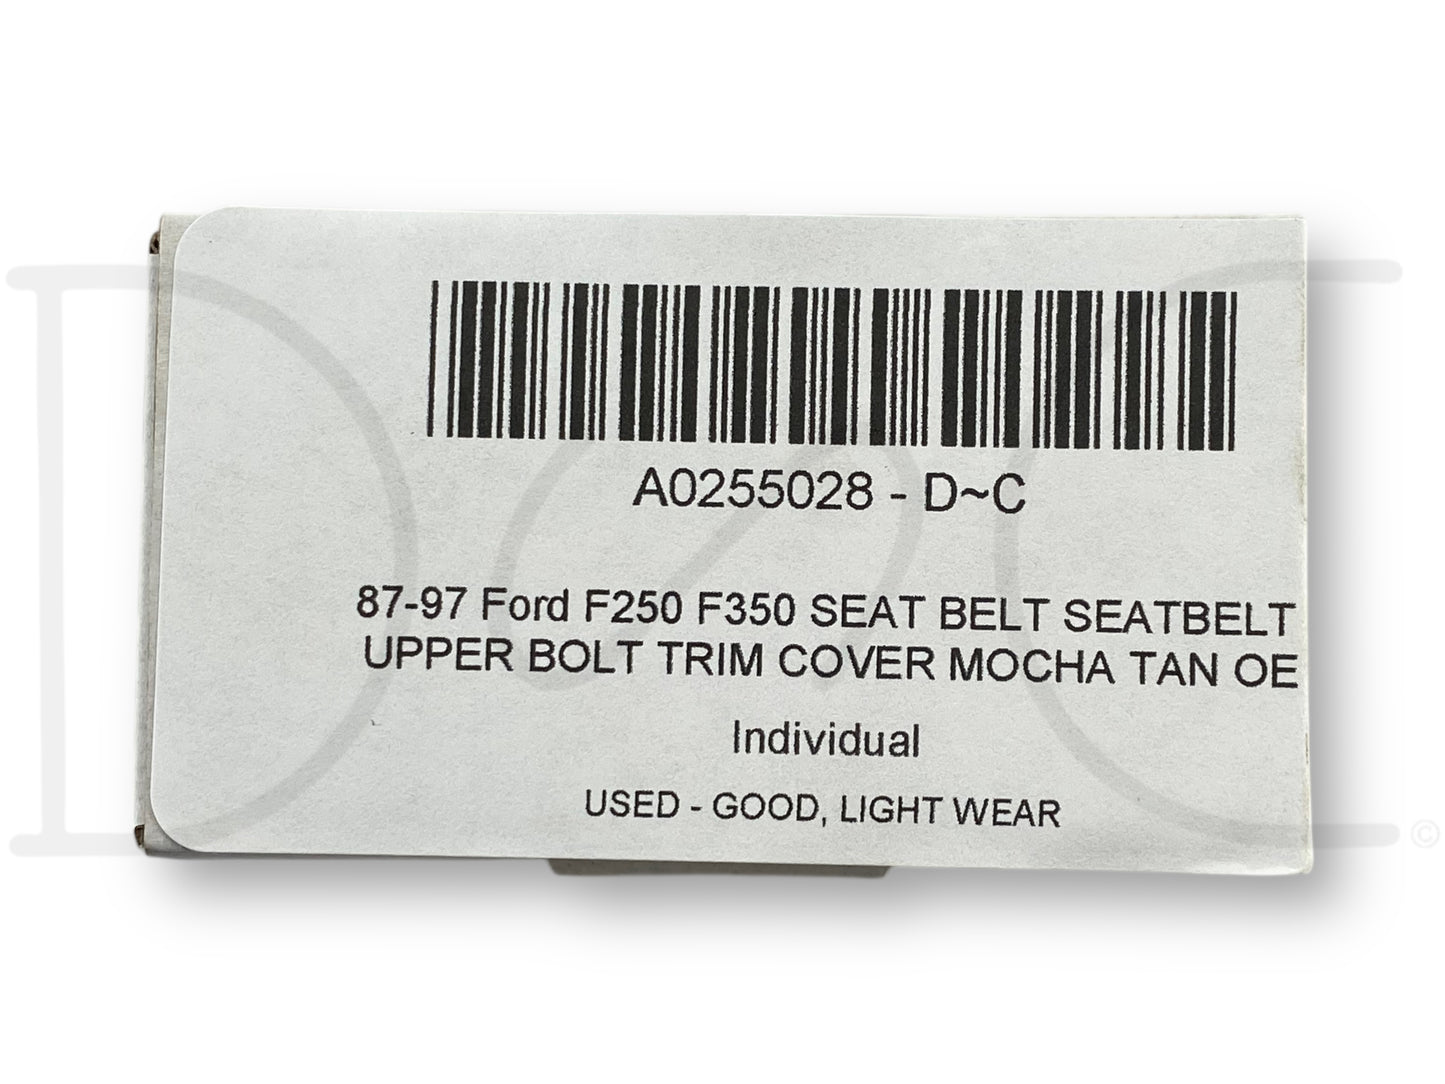 A0255028 - D~C
87-97 Ford F250 F350 SEAT BELT SEATBELT
UPPER BOLT TRIM COVER MOCHA TAN OE
Individual
USED - GOOD, LIGHT WEAR
D~C ©